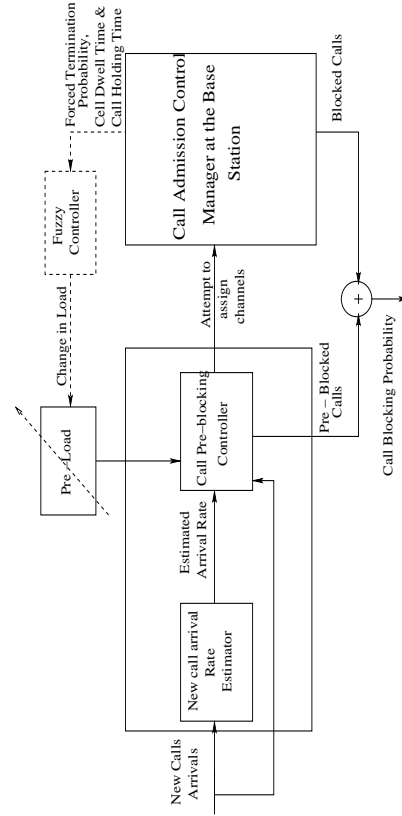 Forced Termination
Probability,
Cell Dwell Time &
Call Holding Time
Fuzzy
Controller
Change in Load
Pre-Load
Call Admission Control
Manager at the Base
Station
Attempt to
assign
channels
Call Pre-blocking
Controller
Estimated
Arrival Rate
New call arrival
Rate
Estimator
New Calls
Arrivals
Pre - Blocked
Calls
Blocked Calls
+
Call Blocking Probability